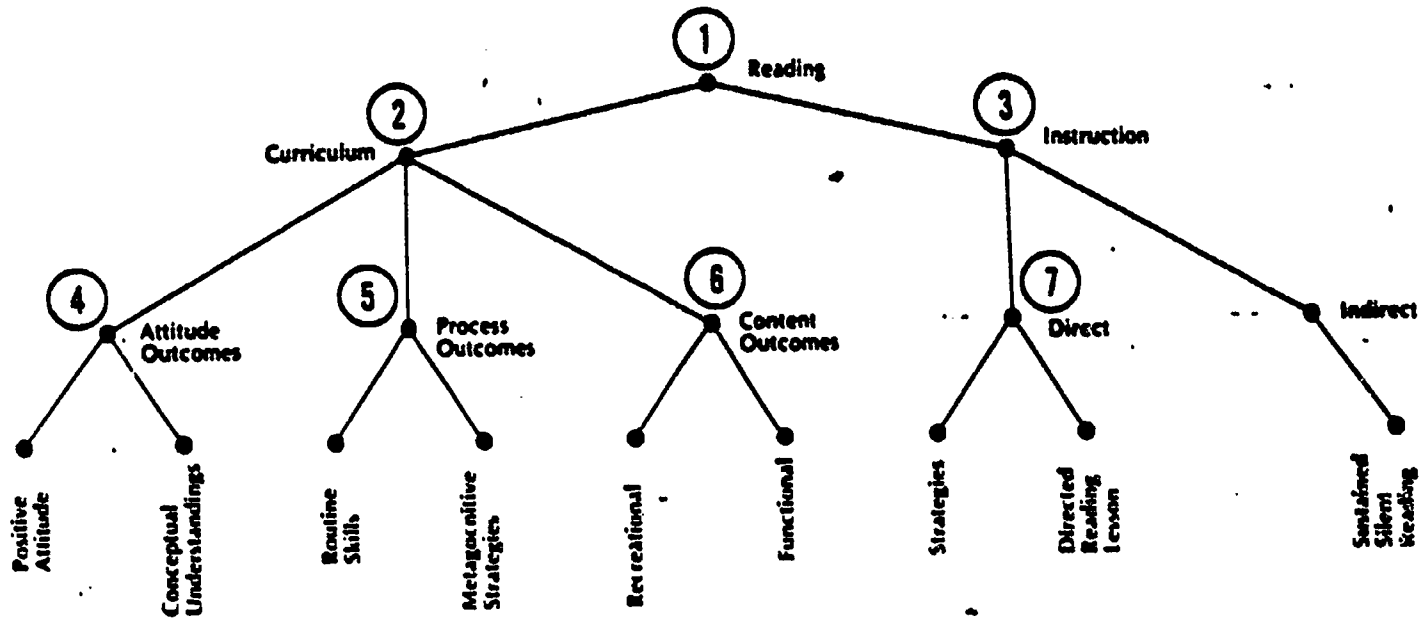 1
Reading
2
3
Curriculum
Instruction
4
5
6
7
Attitude
Outcomes
Process
Outcomes
Content
Outcomes
Direct
Indirect
Positive
Attitude
Conceptual
Understandings
Routine
Skills
Metagocnitive
Strategies
Recreational
Functional
Strategies
Directed
Reading
Lesson
Sustained
Silent
Reading